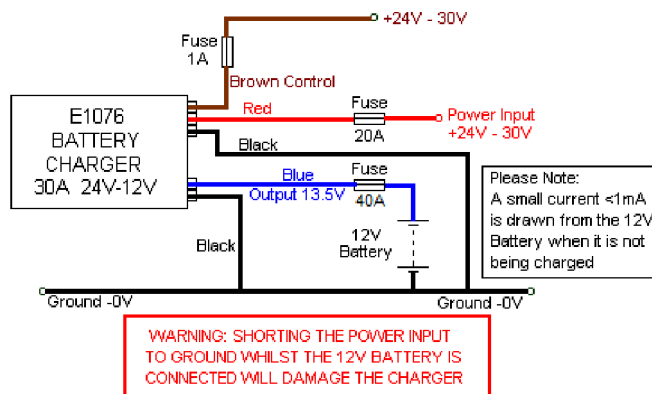 +24V - 30V
Fuse
1A
Brown Control
E1076
BATTERY
CHARGER
30A 24V-12V
Red
Fuse
20A
Power Input
+24V - 30V
Black
Blue
Output 13.5V
Fuse
40A
Black
12V
Battery
Please Note:
A small current <1mA
is drawn from the 12V
Battery when it is not
being charged
Ground -0V
Ground -0V
WARNING: SHORTING THE POWER INPUT
TO GROUND WHILST THE 12V BATTERY IS
CONNECTED WILL DAMAGE THE CHARGER